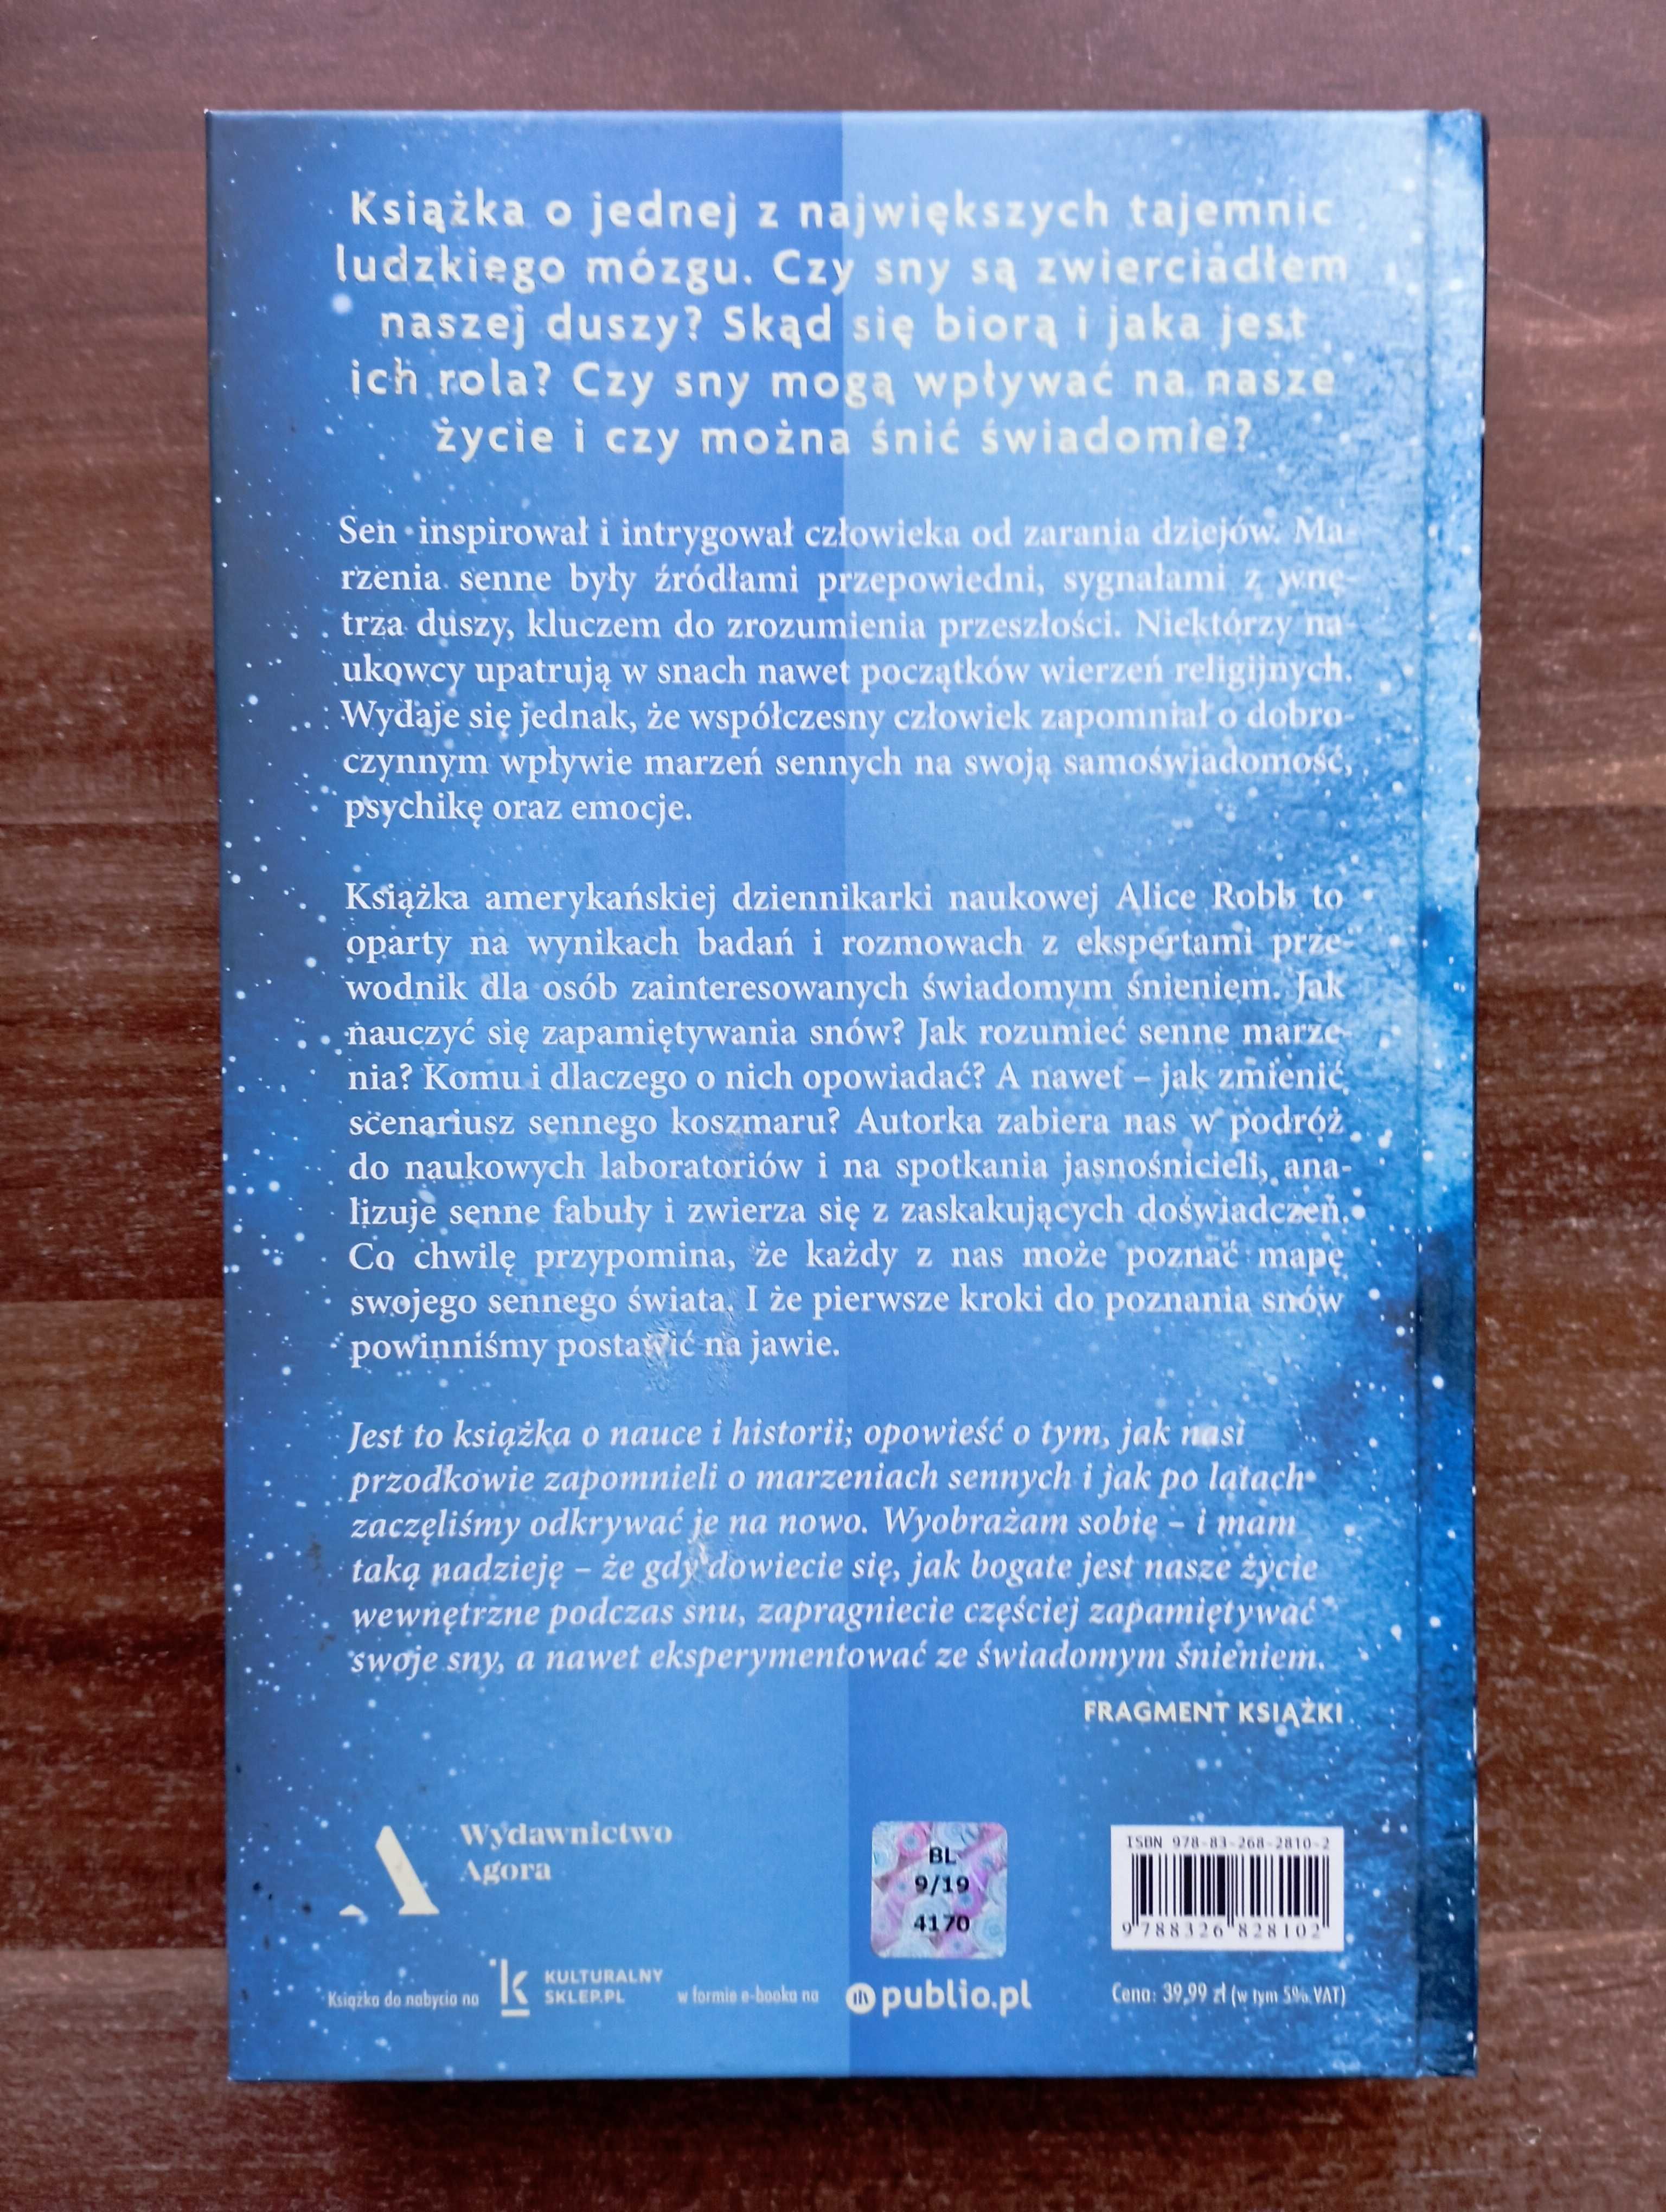 Książka o jednej z największych tajemnic
ludzkiego mózgu. Czy sny są zwierciadłem
naszej duszy? Skąd się biorą i jaka jest
ich rola? Czy sny mogą wpływać na nasze
życie i czy można śnić świadomie?
Sen inspirował i intrygował człowieka od zarania dziejów. Ma-
rzenia senne były źródłami przepowiedni, sygnałami z wnę-
trza duszy, kluczem do zrozumienia przeszłości. Niektórzy na-
ukowcy upatrują w snach nawet początków wierzeń religijnych.
Wydaje się jednak, że współczesny człowiek zapomniał o dobro-
czynnym wpływie marzeń sennych na swoją samoświadomość,
psychikę oraz emocje.
Książka amerykańskiej dziennikarki naukowej Alice Robb to
oparty na wynikach badań i rozmowach z ekspertami prze-
wodnik dla osób zainteresowanych świadomym śnieniem. Jak
nauczyć się zapamiętywania snów? Jak rozumieć senne marze-
nia? Komu i dlaczego o nich opowiadać? A nawet – jak zmienić
scenariusz sennego koszmaru? Autorka zabiera nas w podróż
do naukowych laboratoriów i na spotkania jasnośnicieli, ana-
lizuje senne fabuły i zwierza się z zaskakujących doświadczeń.
Co chwilę przypomina, że każdy z nas może poznać mapę
swojego sennego świata. I że pierwsze kroki do poznania snów
powinniśmy postawić na jawie.
Jest to książka o nauce i historii; opowieść o tym, jak nasi
przodkowie zapomnieli o marzeniach sennych i jak po latach
zaczęliśmy odkrywać je na nowo. Wyobrażam sobie – i mam
taką nadzieję – że gdy dowiecie się, jak bogate jest nasze życie
wewnętrzne podczas snu, zapragniecie częściej zapamiętywać
swoje sny, a nawet eksperymentować ze świadomym śnieniem.
FRAGMENT KSIĄŻKI
Wydawnictwo
Agora
BL
9/19
4170
ISBN 978-83-268-2810-2
9 788326 828102
Książka do nabycia na
KULTURALNY
SKLEP.PL
w formie e-booka na
publio.pl
Cena: 39,99 zł (w tym 5% VAT)